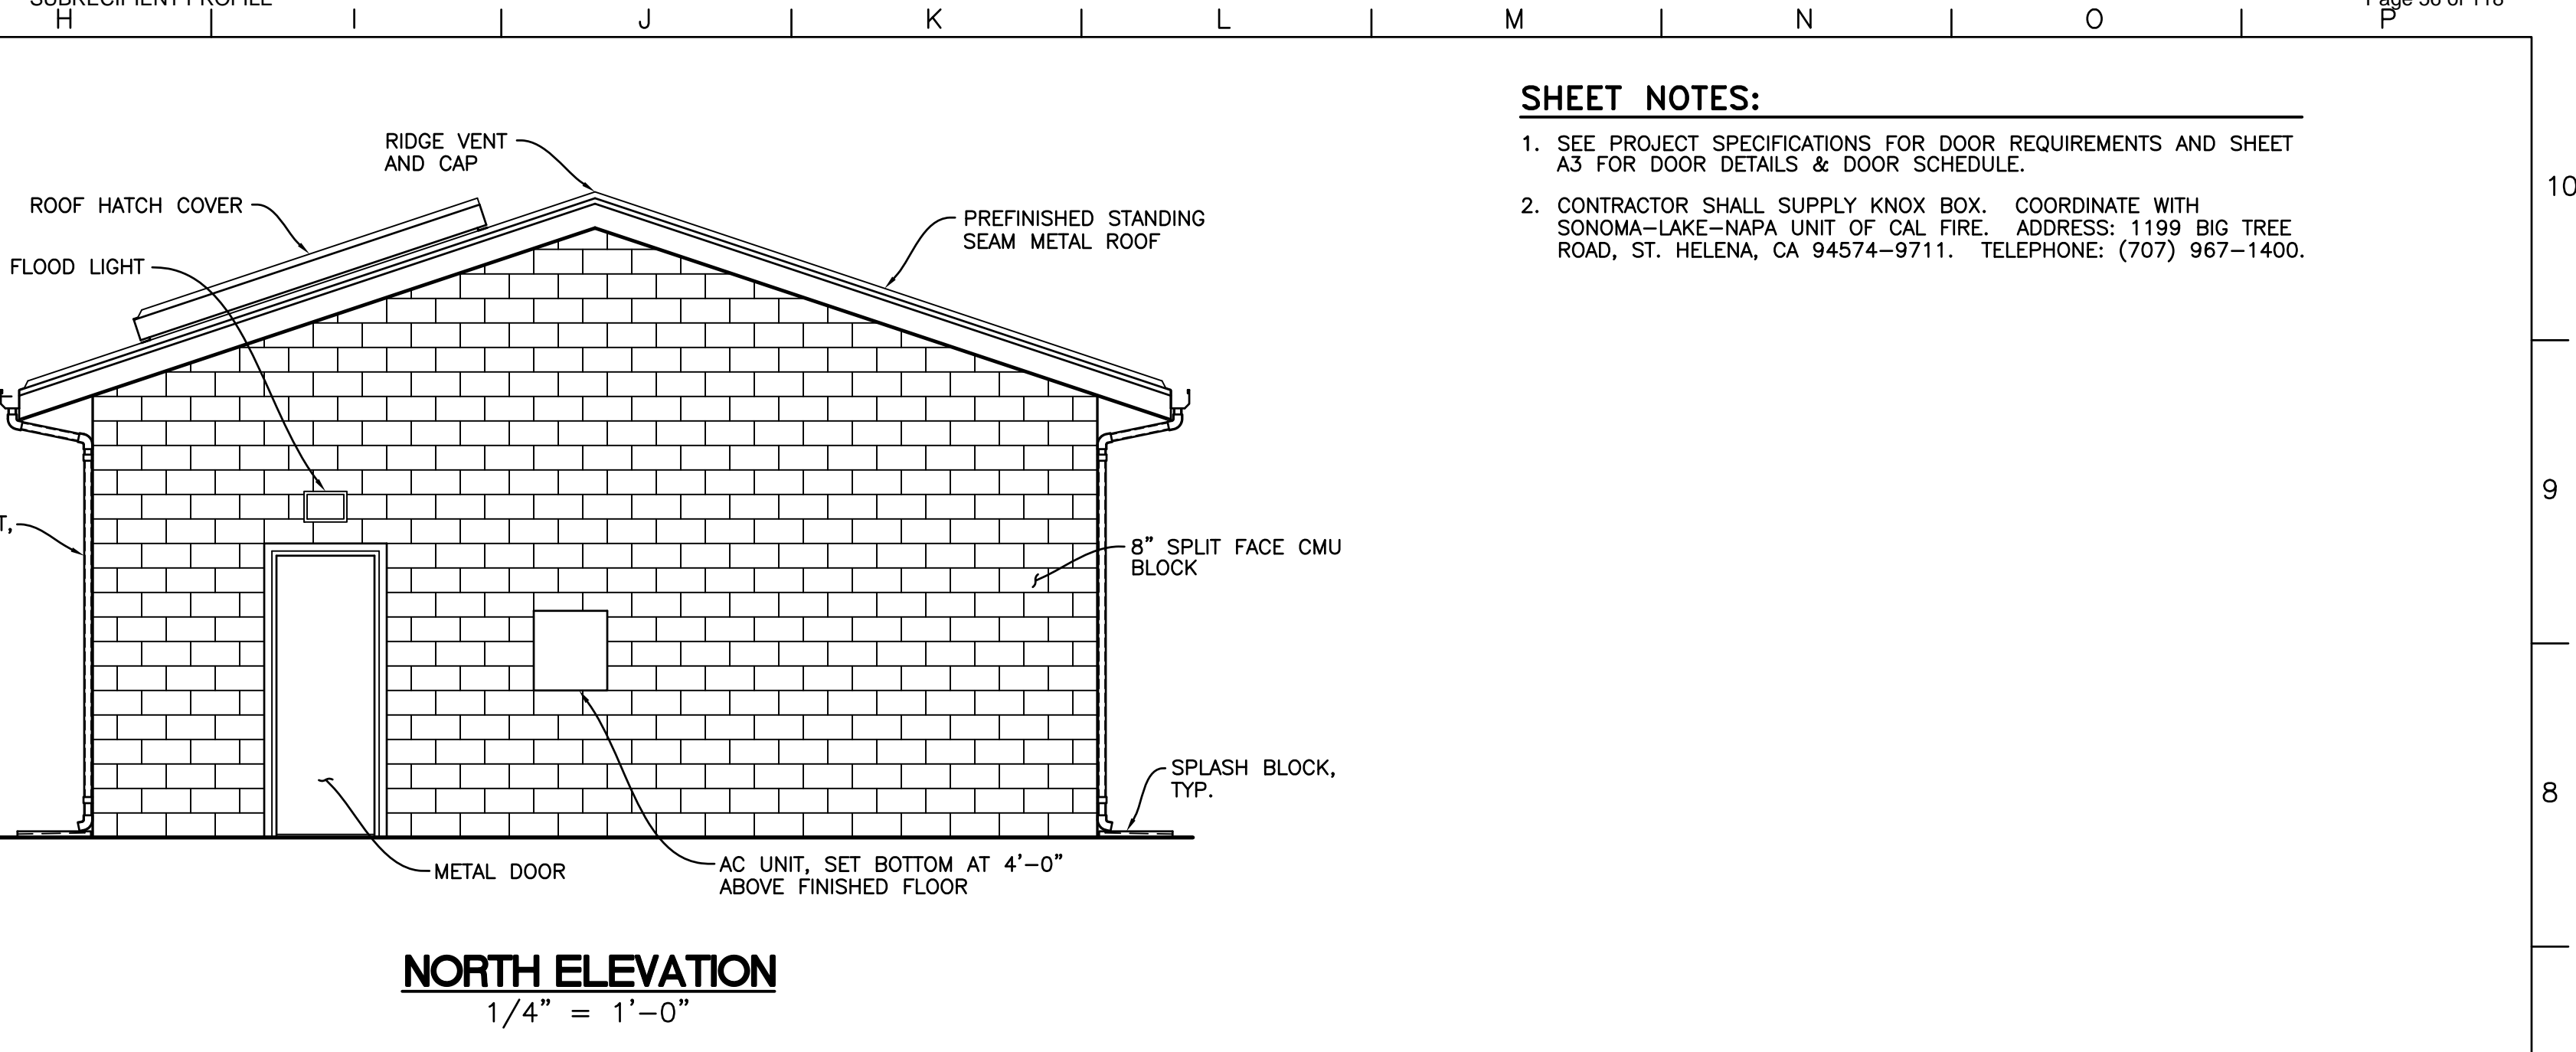 H I J K L M N O P
SHEET NOTES:
1. SEE PROJECT SPECIFICATIONS FOR DOOR REQUIREMENTS AND SHEET
A3 FOR DOOR DETAILS & DOOR SCHEDULE.
2. CONTRACTOR SHALL SUPPLY KNOX BOX. COORDINATE WITH
SONOMA-LAKE-NAPA UNIT OF CAL FIRE. ADDRESS: 1199 BIG TREE
ROAD, ST. HELENA, CA 94574-9711. TELEPHONE: (707) 967-1400.
RIDGE VENT
AND CAP
ROOF HATCH COVER
FLOOD LIGHT
PREFINISHED STANDING
SEAM METAL ROOF
T,
8" SPLIT FACE CMU
BLOCK
SPLASH BLOCK,
TYP.
METAL DOOR
AC UNIT, SET BOTTOM AT 4'-0"
ABOVE FINISHED FLOOR
NORTH ELEVATION
1/4" = 1'-0"
10
9
8